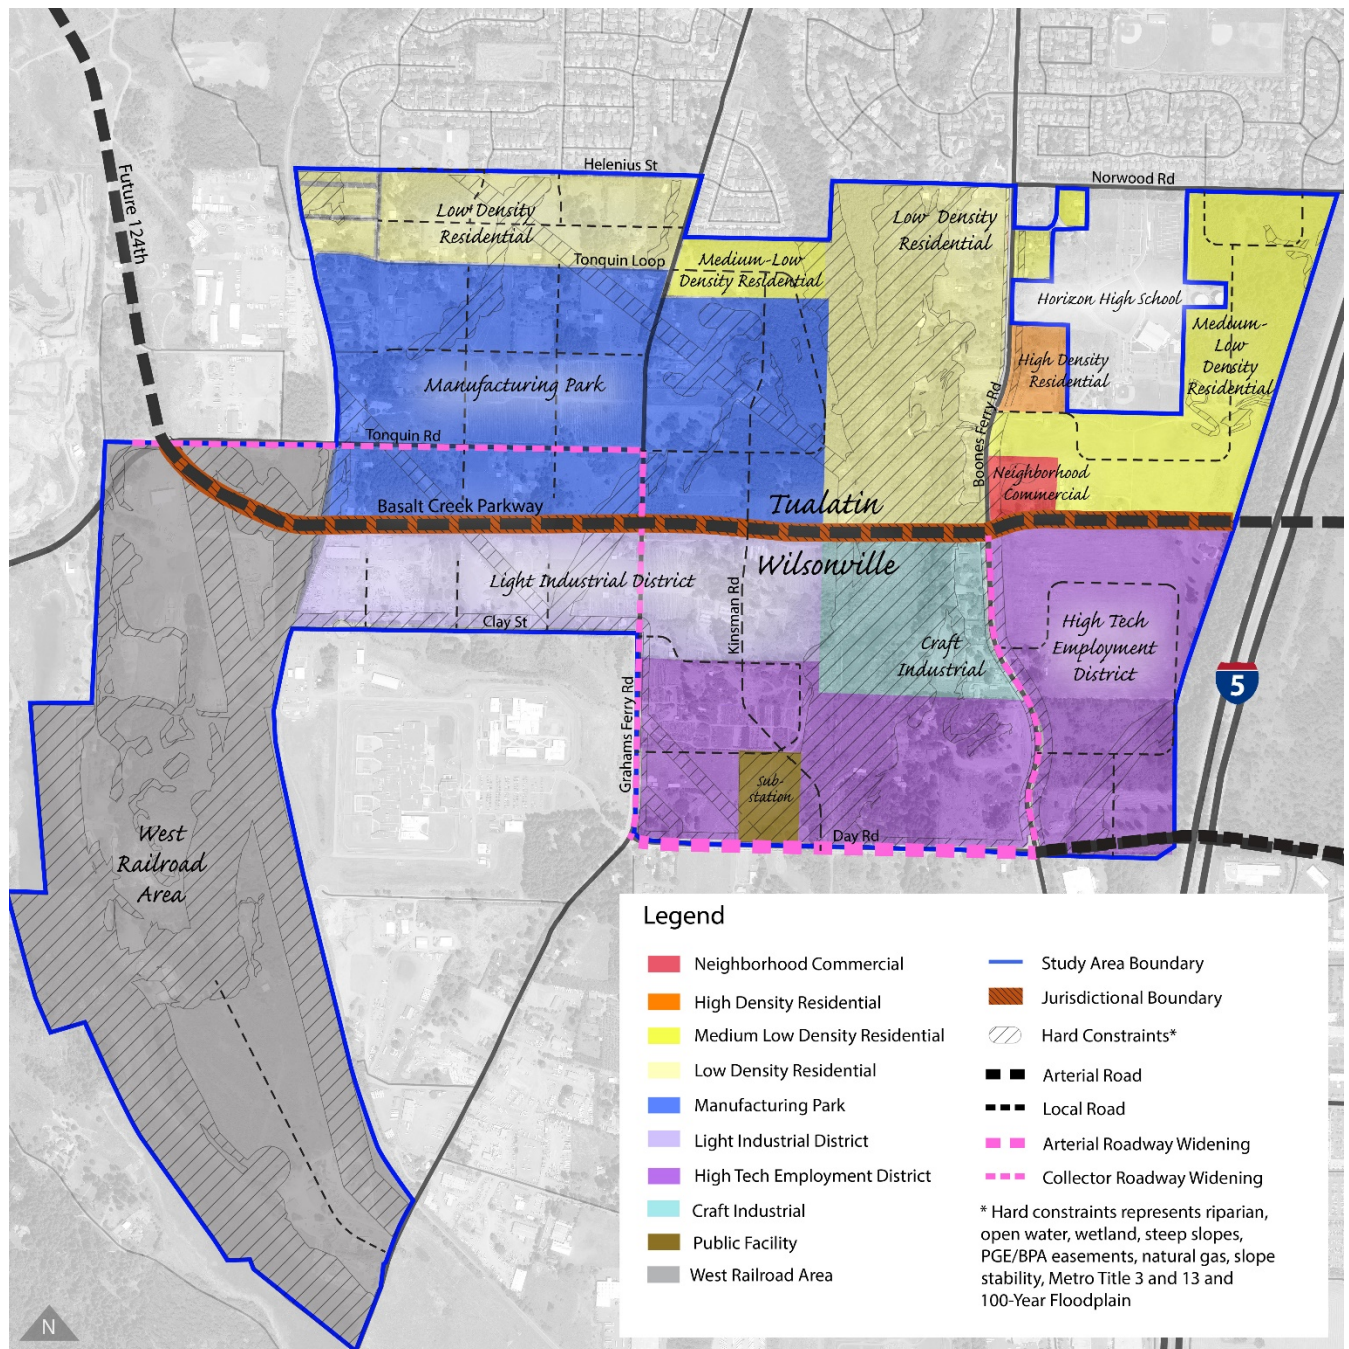 Helenius St
Norwood Rd
Future 124th
Low Density
Residential
Low Density
Residential
Tonquin Loop
Medium-Low
Density Residential
Horizon High School
Medium-
Low
Density
Residential
High Density
Residential
Manufacturing Park
Boones Ferry Rd
Tonquin Rd
Neighborhood
Commercial
Basalt Creek Parkway
Tualatin
Wilsonville
Light Industrial District
Kinsman Rd
Clay St
Craft
Industrial
High Tech
Employment
District
5
Grahams Ferry Rd
Sub-
station
Day Rd
West
Railroad
Area
Legend
Neighborhood Commercial
High Density Residential
Medium Low Density Residential
Low Density Residential
Manufacturing Park
Light Industrial District
High Tech Employment District
Craft Industrial
Public Facility
West Railroad Area
Study Area Boundary
Jurisdictional Boundary
Hard Constraints*
Arterial Road
Local Road
Arterial Roadway Widening
Collector Roadway Widening
* Hard constraints represents riparian,
open water, wetland, steep slopes,
PGE/BPA easements, natural gas, slope
stability, Metro Title 3 and 13 and
100-Year Floodplain
N